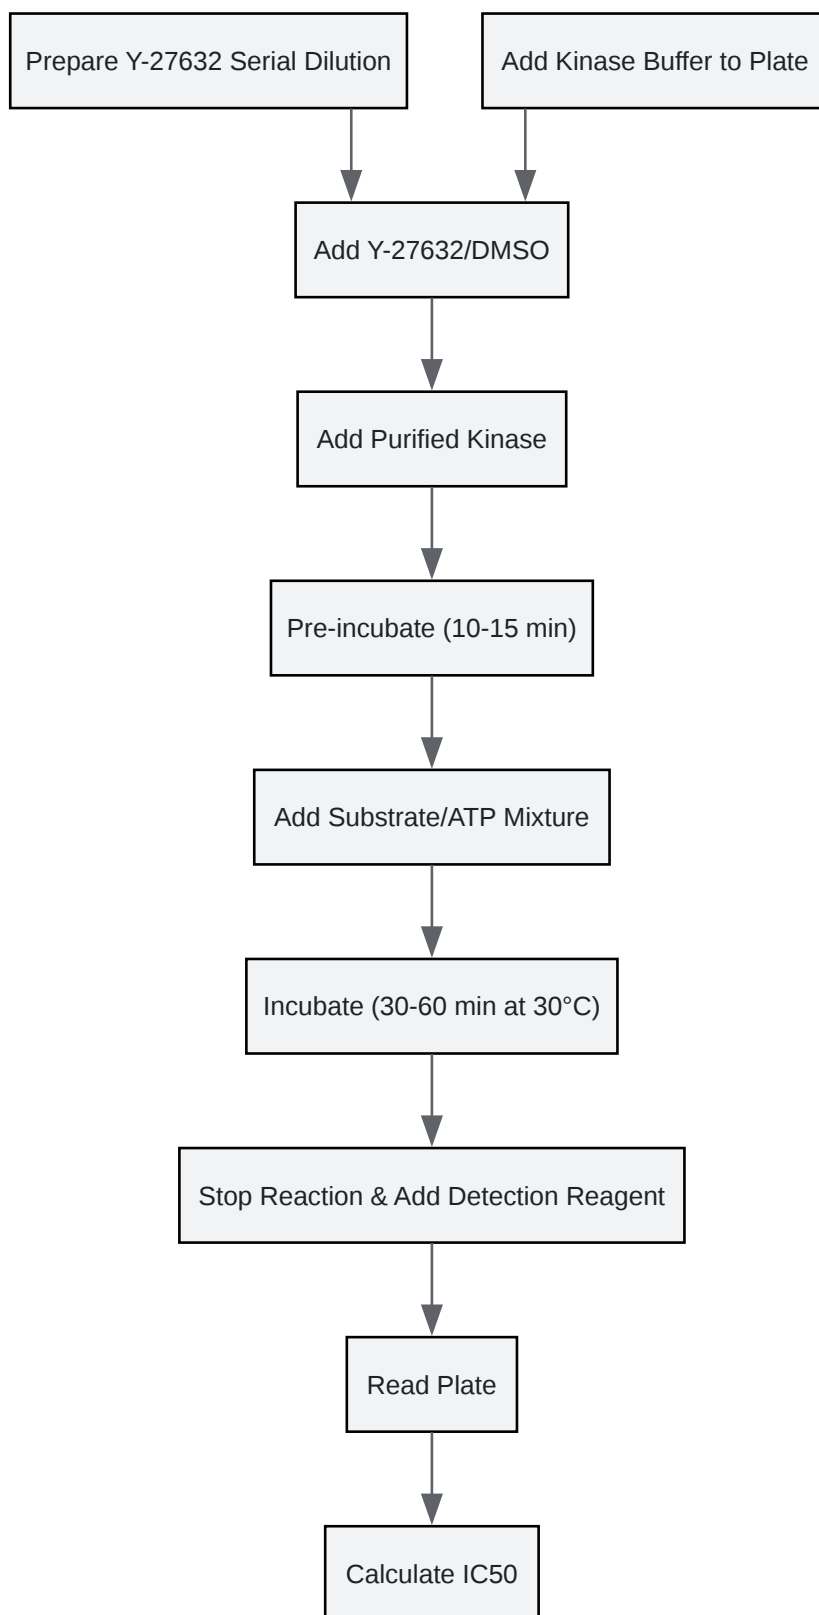 Prepare Y-27632 Serial Dilution
Add Kinase Buffer to Plate
Add Y-27632/DMSO
Add Purified Kinase
Pre-incubate (10-15 min)
Add Substrate/ATP Mixture
Incubate (30-60 min at 30°C)
Stop Reaction & Add Detection Reagent
Read Plate
Calculate IC50